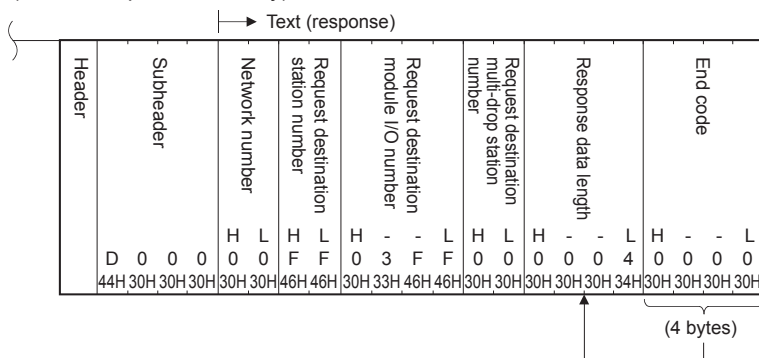 Text (response)
Header
Subheader
Network number
Request destination
station number
Request destination
module I/O number
Request destination
multi-drop station
number
Response data length
End code
H L H L H - - L H L H - - L H - - L
D 0 0 0 0 0 F F 0 3 F F 0 0 0 0 0 4 0 0 0 0
44H 30H 30H 30H 30H 30H 46H 46H 30H 33H 46H 46H 30H 30H 30H 30H 30H 34H 30H 30H 30H 30H
(4 bytes)